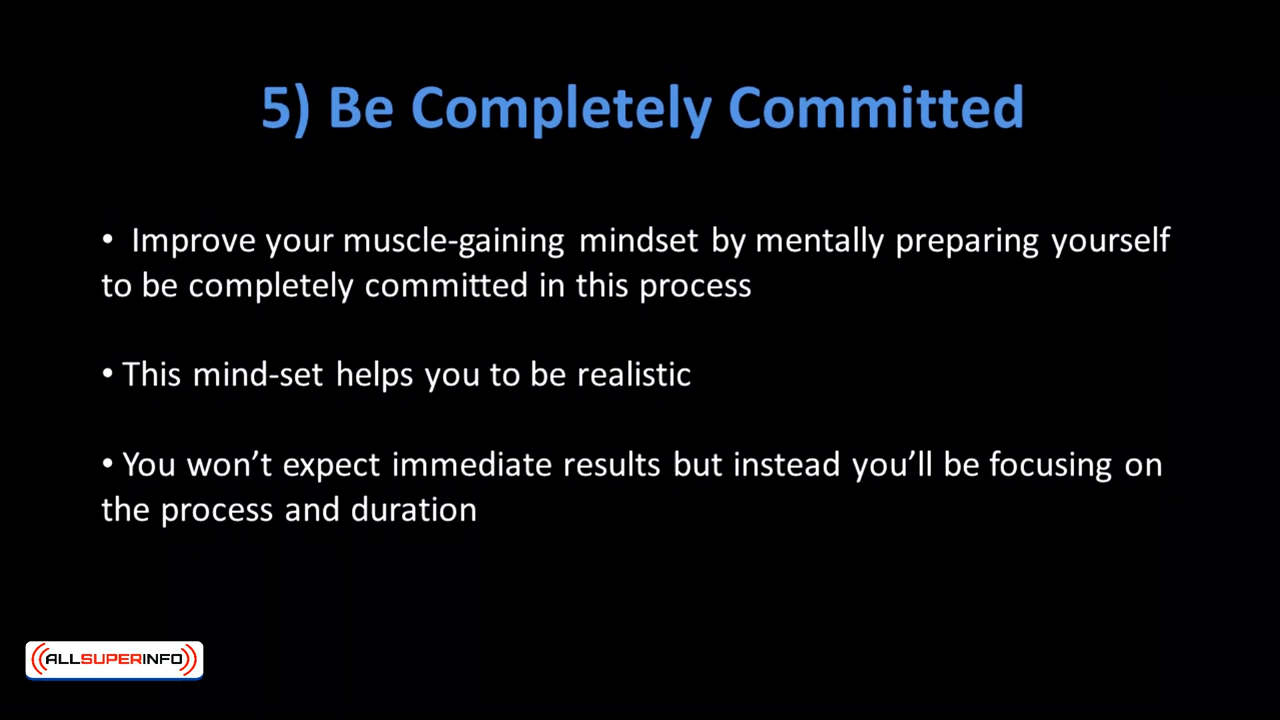 5) Be Completely Committed
• Improve your muscle-gaining mindset by mentally preparing yourself
to be completely committed in this process
• This mind-set helps you to be realistic
• You won’t expect immediate results but instead you’ll be focusing on
the process and duration
((ALLSUPERINFO))